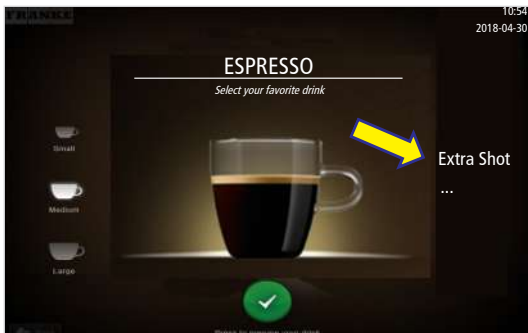 FRANKE
10:54
2018-04-30
ESPRESSO
Select your favorite drink
Small
Extra Shot
...
Medium
Large